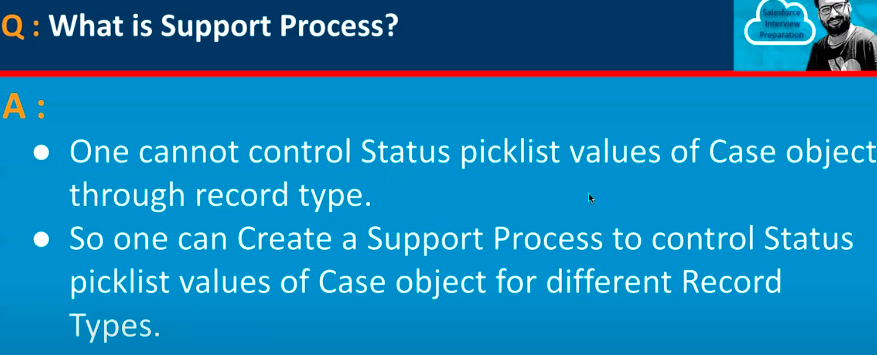 Q : What is Support Process?
Salesforce
Interview
Preparation
A :
● One cannot control Status picklist values of Case object
through record type.
● So one can Create a Support Process to control Status
picklist values of Case object for different Record
Types.